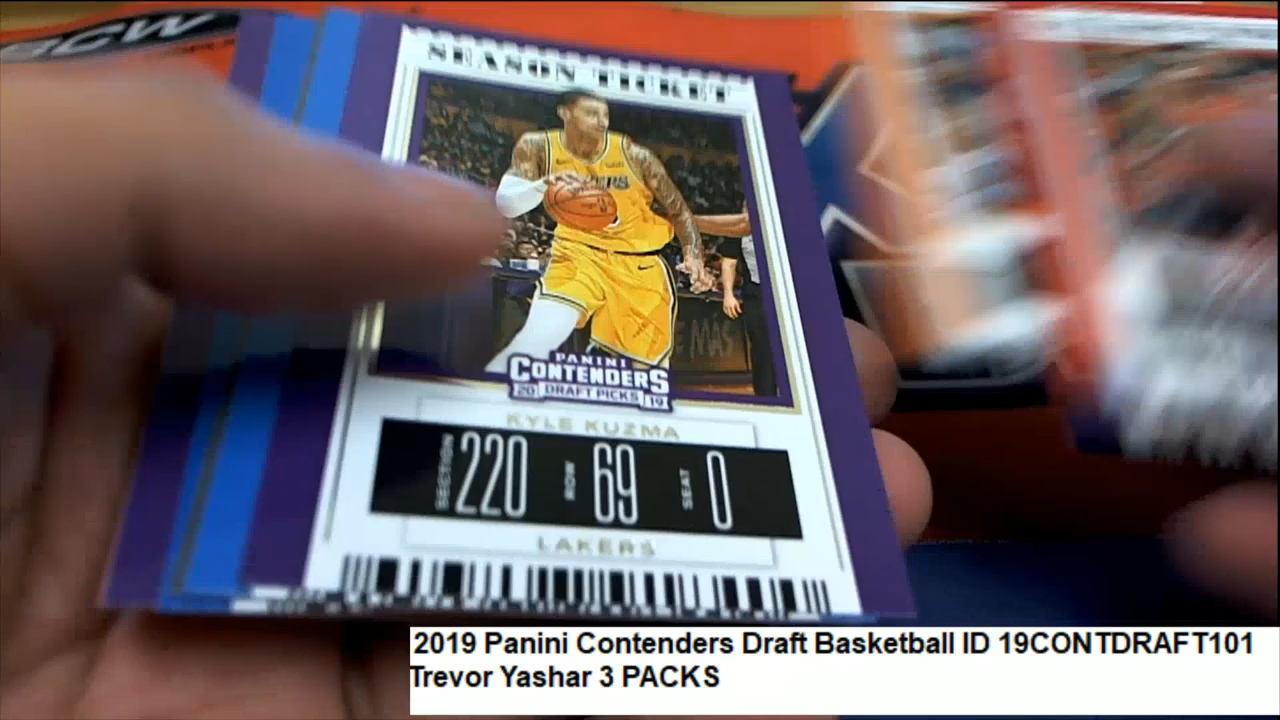 BCW
SEASON TICKET
PANINI
CONTENDERS
20 DRAFT PICKS 19
KYLE KUZMA
SECTION 220 ROW 69 SEAT 0
LAKERS
2019 Panini Contenders Draft Basketball ID 19CONTDRAFT101
Trevor Yashar 3 PACKS